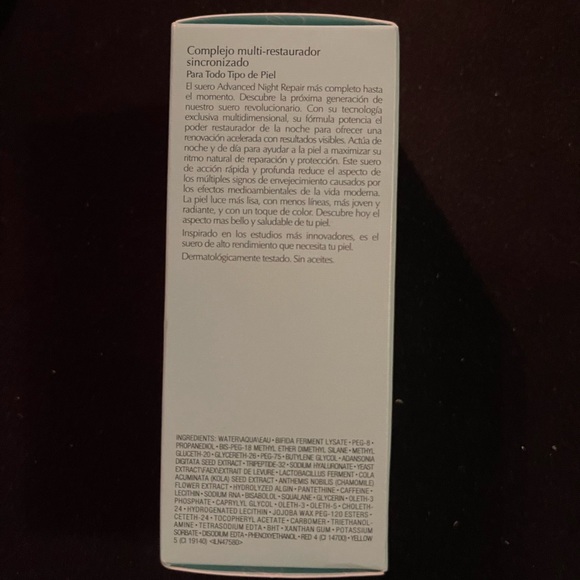 Complejo multi-restaurador
sincronizado
Para Todo Tipo de Piel
El suero Advanced Night Repair más completo hasta
el momento. Descubre la próxima generación de
nuestro suero revolucionario. Con su tecnología
exclusiva multidimensional, su fórmula potencia el
poder restaurador de la noche para ofrecer una
renovación acelerada con resultados visibles. Actúa de
noche y de día para ayudar a la piel a maximizar su
ritmo natural de reparación y protección. Este suero
de acción rápida y profunda reduce el aspecto de
los múltiples signos de envejecimiento causados por
los efectos medioambientales de la vida moderna.
La piel luce más lisa, con menos líneas, más joven y
radiante, y con un toque de color. Descubre hoy el
aspecto mas bello y saludable de tu piel.
Inspirado en los estudios más innovadores, es el
suero de alto rendimiento que necesita tu piel.
Dermatológicamente testado. Sin aceites.
INGREDIENTS: WATER\AQUA\EAU • BIFIDA FERMENT LYSATE • PEG-8 •
PROPANEDIOL • BIS-PEG-18 METHYL ETHER DIMETHYL SILANE • METHYL
GLUCETH-20 • GLYCERETH-26 • PEG-75 • BUTYLENE GLYCOL • ADANSONIA
DIGITATA SEED EXTRACT • TRIPEPTIDE-32 • SODIUM HYALURONATE • YEAST
EXTRACT\FAEX\EXTRAIT DE LEVURE • LACTOBACILLUS FERMENT • COLA
ACUMINATA (KOLA) SEED EXTRACT • ANTHEMIS NOBILIS (CHAMOMILE)
FLOWER EXTRACT • HYDROLYZED ALGIN • PANTETHINE • CAFFEINE •
LECITHIN • SODIUM RNA • BISABOLOL • SQUALANE • GLYCERIN • OLETH-3
PHOSPHATE • CAPRYLYL GLYCOL • OLETH-3 • OLETH-5 • CHOLETH-
24 • HYDROGENATED LECITHIN • JOJOBA WAX PEG-120 ESTERS •
CETETH-24 • TOCOPHERYL ACETATE • CARBOMER • TRIETHANOL-
AMINE • TETRASODIUM EDTA • BHT • XANTHAN GUM • POTASSIUM
SORBATE • DISODIUM EDTA • PHENOXYETHANOL • RED 4 (CI 14700) • YELLOW
5 (CI 19140) <ILN47580>